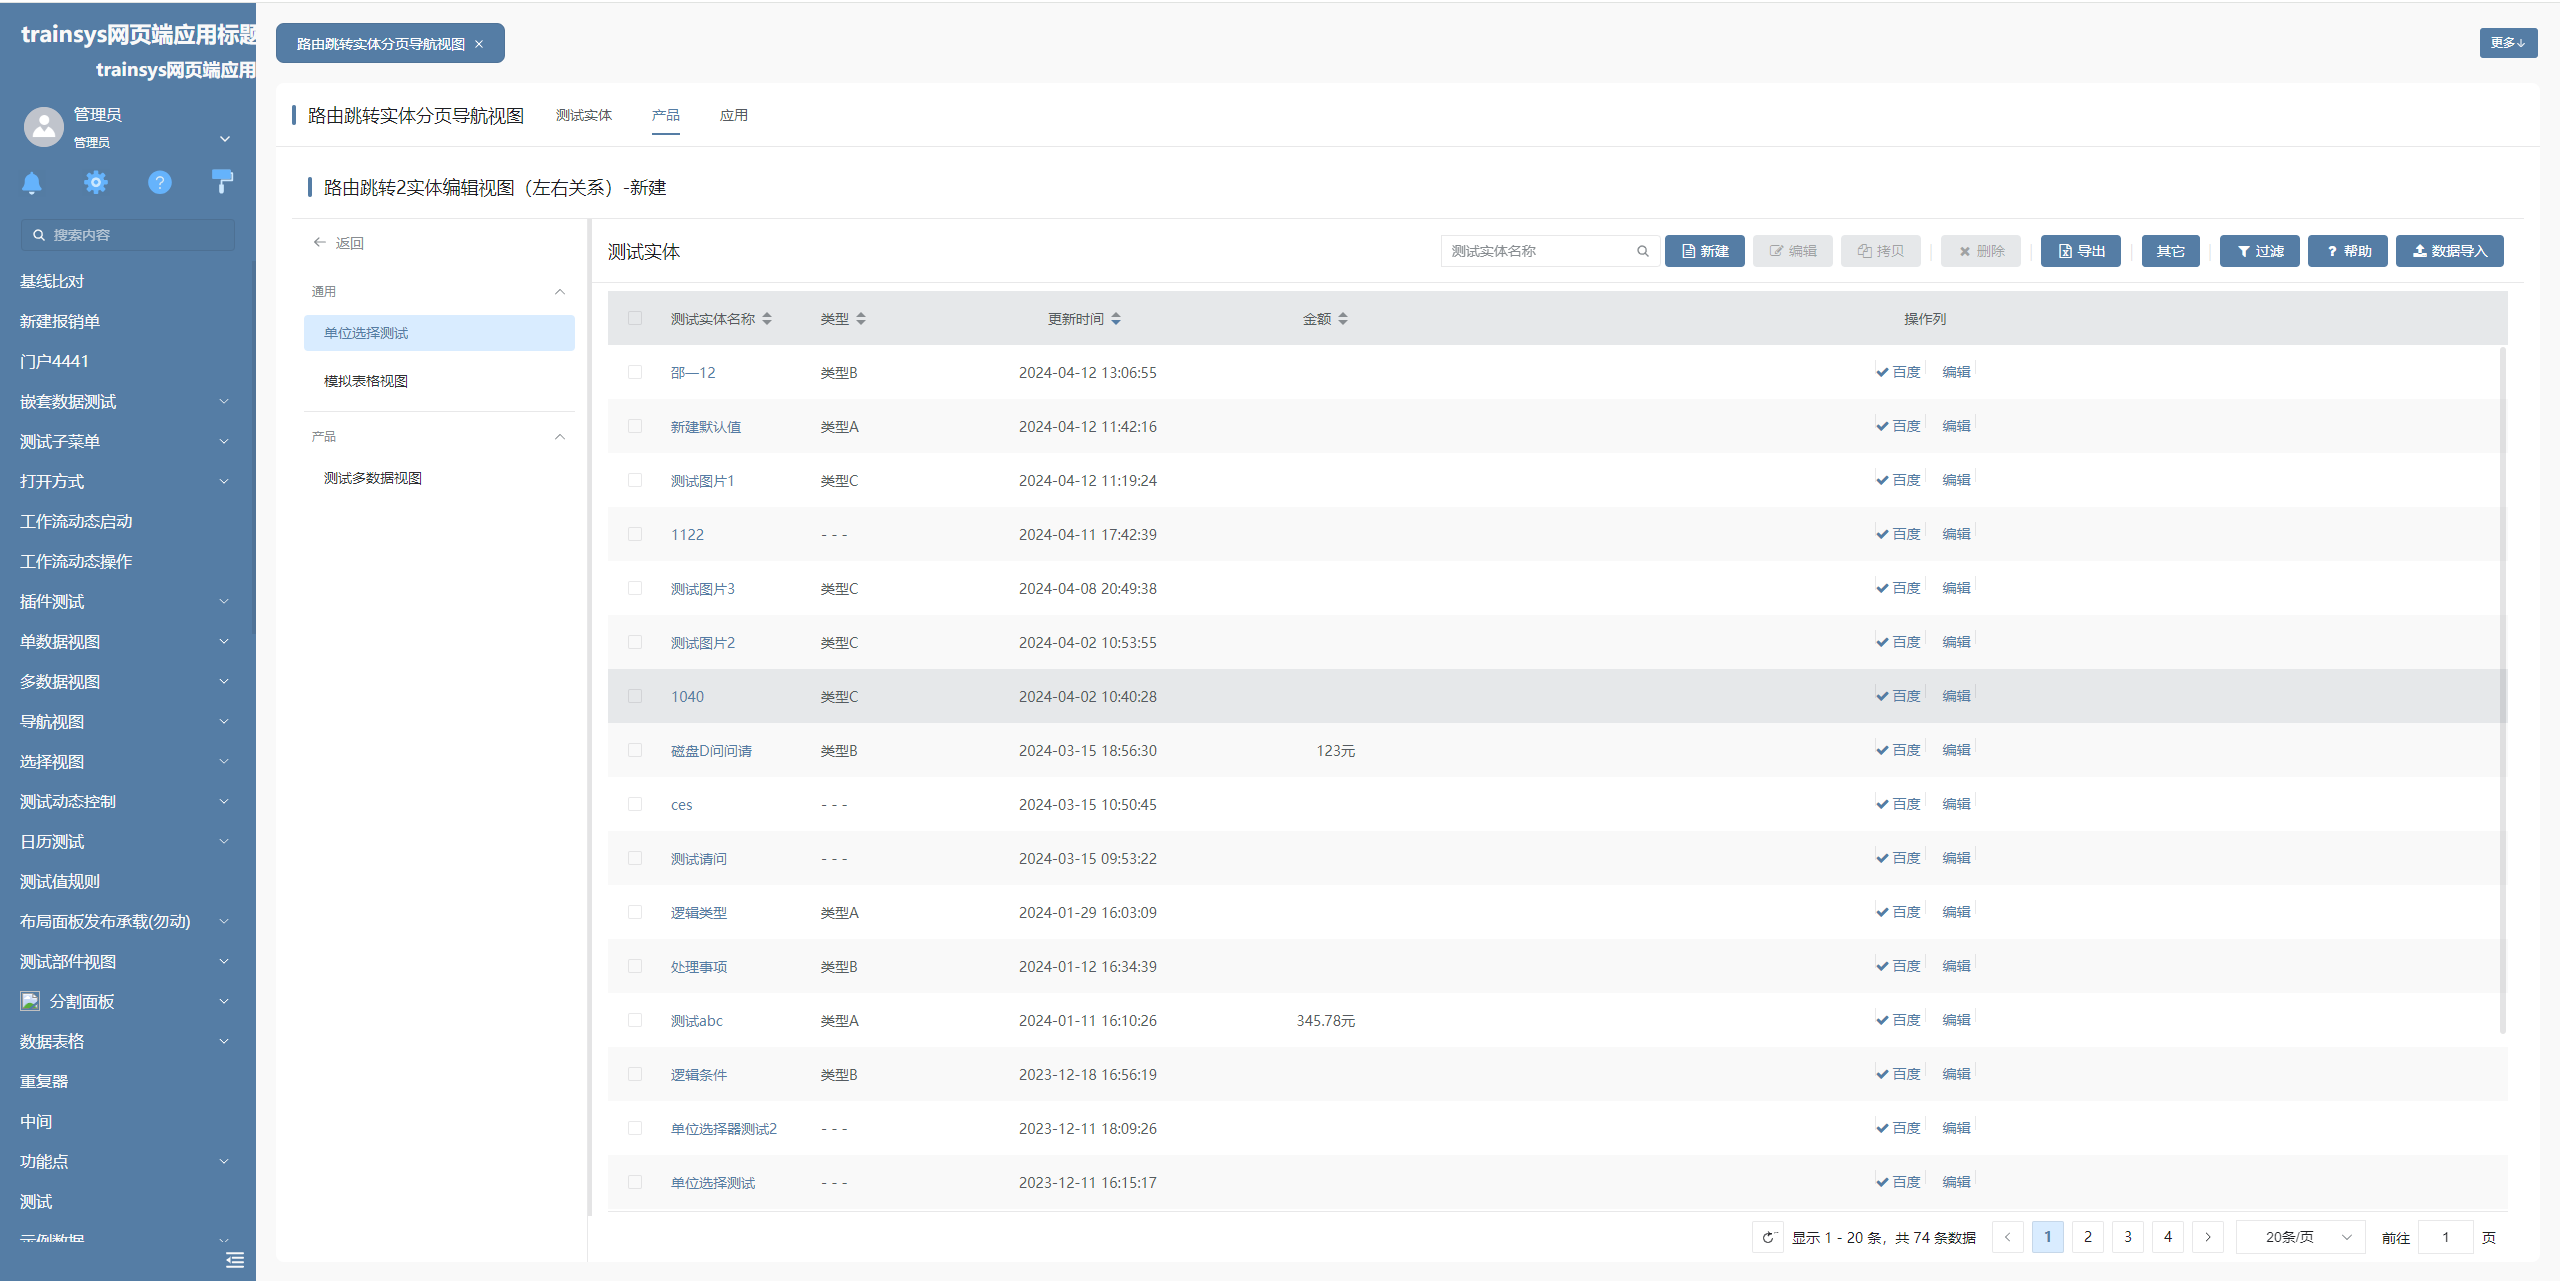 trainsys网页端应用标题
trainsys网页端应用
管理员
管理员
搜索内容
基线比对
新建报销单
门户4441
嵌套数据测试
测试子菜单
打开方式
工作流动态启动
工作流动态操作
插件测试
单数据视图
多数据视图
导航视图
选择视图
测试动态控制
日历测试
测试值规则
布局面板发布承载(勿动)
测试部件视图
分割面板
数据表格
重复器
中间
功能点
测试
示例数据
路由跳转实体分页导航视图
更多
路由跳转实体分页导航视图 测试实体 产品 应用
路由跳转2实体编辑视图（左右关系）-新建
返回
通用
单位选择测试
模拟表格视图
产品
测试多数据视图
测试实体 测试实体名称 新建 编辑 拷贝 删除 导出 其它 过滤 ? 帮助 数据导入
测试实体名称 类型 更新时间 金额 操作列
邵一12 类型B 2024-04-12 13:06:55 百度 编辑
新建默认值 类型A 2024-04-12 11:42:16 百度 编辑
测试图片1 类型C 2024-04-12 11:19:24 百度 编辑
1122 - - - 2024-04-11 17:42:39 百度 编辑
测试图片3 类型C 2024-04-08 20:49:38 百度 编辑
测试图片2 类型C 2024-04-02 10:53:55 百度 编辑
1040 类型C 2024-04-02 10:40:28 百度 编辑
磁盘D问问请 类型B 2024-03-15 18:56:30 123元 百度 编辑
ces - - - 2024-03-15 10:50:45 百度 编辑
测试请问 - - - 2024-03-15 09:53:22 百度 编辑
逻辑类型 类型A 2024-01-29 16:03:09 百度 编辑
处理事项 类型B 2024-01-12 16:34:39 百度 编辑
测试abc 类型A 2024-01-11 16:10:26 345.78元 百度 编辑
逻辑条件 类型B 2023-12-18 16:56:19 百度 编辑
单位选择器测试2 - - - 2023-12-11 18:09:26 百度 编辑
单位选择测试 - - - 2023-12-11 16:15:17 百度 编辑
显示 1 - 20 条，共 74 条数据 1 2 3 4 20条/页 前往 1 页